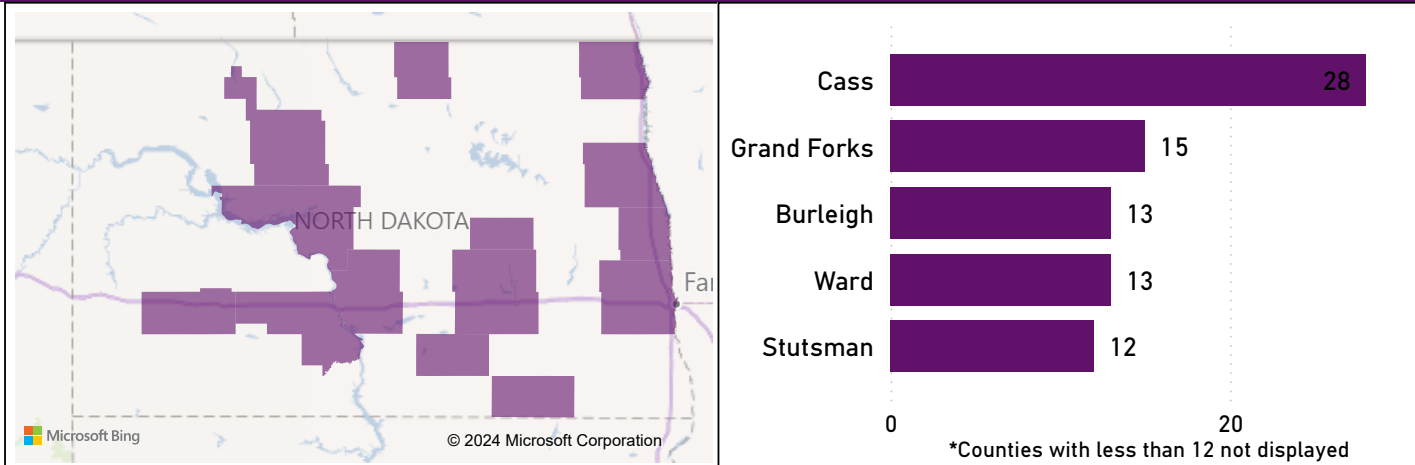 NORTH DAKOTA
Far
Microsoft Bing
© 2024 Microsoft Corporation
Cass
28
Grand Forks
15
Burleigh
13
Ward
13
Stutsman
12
0
20
*Counties with less than 12 not displayed